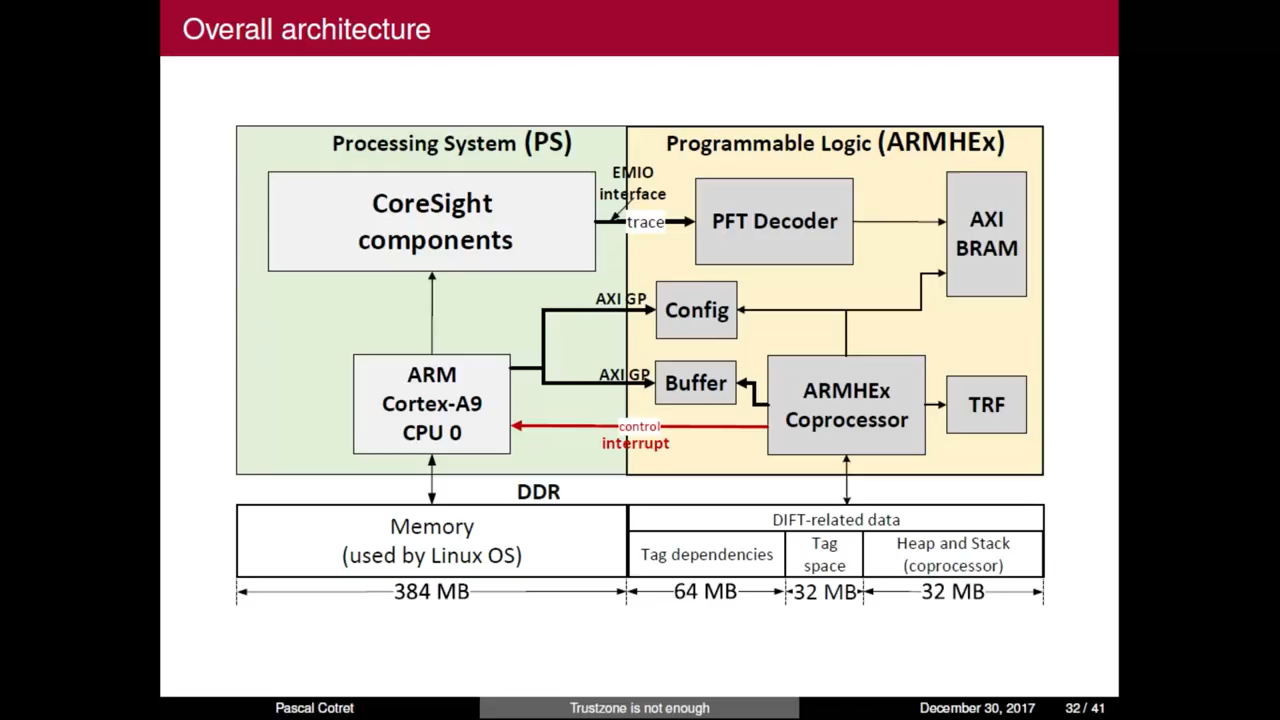 Overall architecture
Processing System (PS)
Programmable Logic (ARMHEx)
CoreSight
components
EMIO
interface
trace
PFT Decoder
AXI
BRAM
AXI GP
Config
AXI GP
Buffer
ARM
Cortex-A9
CPU 0
ARMHEx
Coprocessor
TRF
control
interrupt
DDR
Memory
(used by Linux OS)
DIFT-related data
Tag dependencies
Tag
space
Heap and Stack
(coprocessor)
384 MB
64 MB
32 MB
32 MB
Pascal Cotret
Trustzone is not enough
December 30, 2017
32 / 41